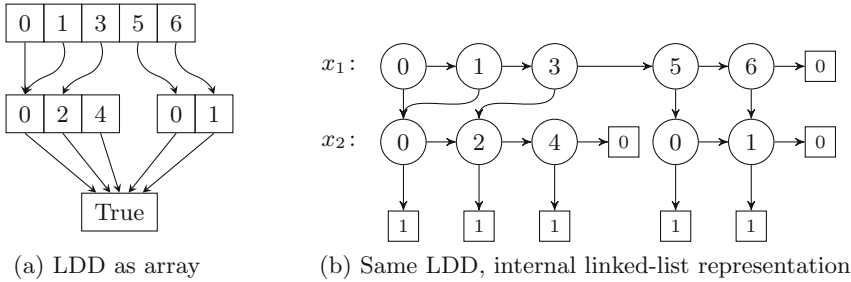 0 1 3 5 6
0 2 4 0 1
True
(a) LDD as array
x₁: 0 1 3 5 6 0
x₂: 0 2 4 0 0 1 0
1 1 1 1 1
(b) Same LDD, internal linked-list representation